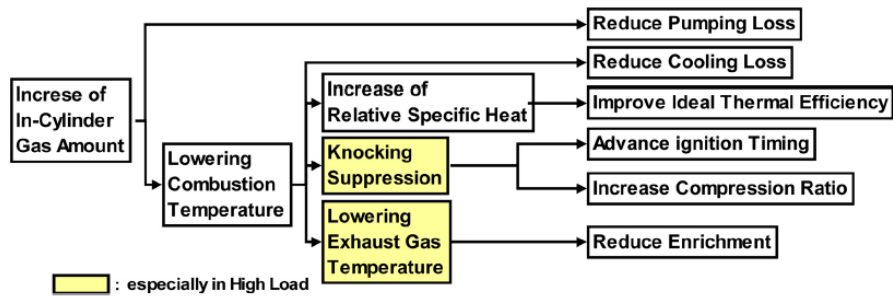 Increse of
In-Cylinder
Gas Amount
Lowering
Combustion
Temperature
Increase of
Relative Specific Heat
Knocking
Suppression
Lowering
Exhaust Gas
Temperature
Reduce Pumping Loss
Reduce Cooling Loss
Improve Ideal Thermal Efficiency
Advance ignition Timing
Increase Compression Ratio
Reduce Enrichment
: especially in High Load